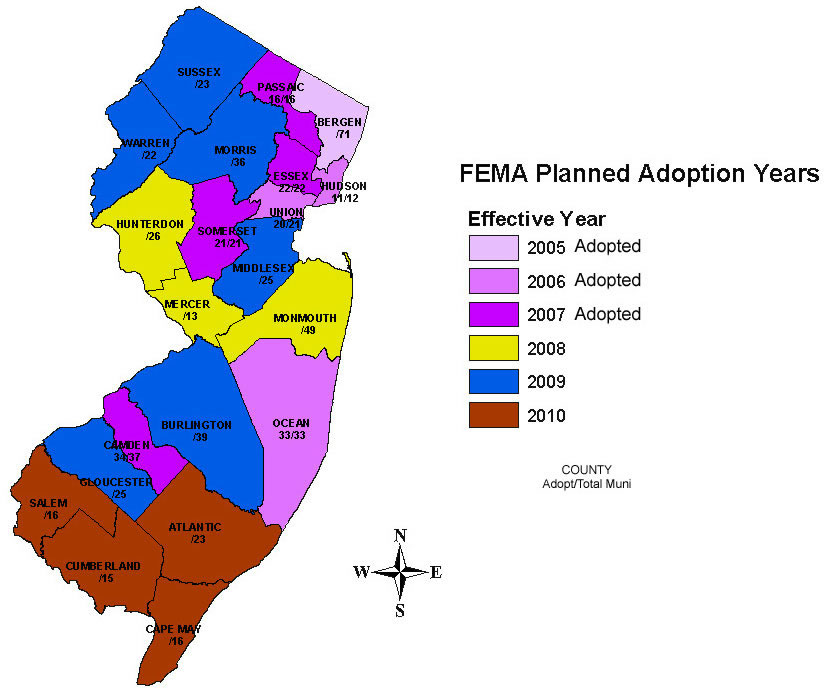 SUSSEX
/23
PASSAIC
16/16
BERGEN
/71
WARREN
/22
MORRIS
/36
ESSEX
22/22
HUDSON
11/12
UNION
20/21
HUNTERDON
/26
SOMERSET
21/21
MIDDLESEX
/25
MERCER
/13
MONMOUTH
/49
BURLINGTON
/39
OCEAN
33/33
CAMDEN
34/37
GLOUCESTER
/25
SALEM
/16
ATLANTIC
/23
CUMBERLAND
/15
CAPE MAY
/16
FEMA Planned Adoption Years
Effective Year
2005 Adopted
2006 Adopted
2007 Adopted
2008
2009
2010
COUNTY
Adopt/Total Muni
N
W E
S